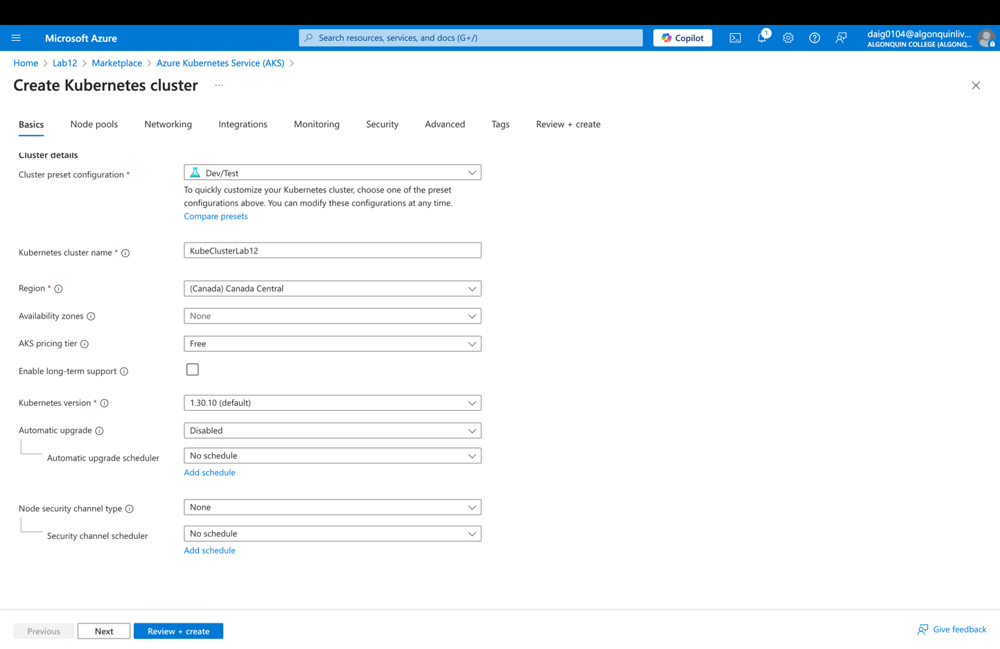 Microsoft Azure
Search resources, services, and docs (G+/)
Copilot
1
daig0104@algonquinliv...
ALGONQUIN COLLEGE (ALGONQ...
Home > Lab12 > Marketplace > Azure Kubernetes Service (AKS) >
Create Kubernetes cluster ...
Basics Node pools Networking Integrations Monitoring Security Advanced Tags Review + create
Cluster details
Cluster preset configuration *
Dev/Test
To quickly customize your Kubernetes cluster, choose one of the preset
configurations above. You can modify these configurations at any time.
Compare presets
Kubernetes cluster name *
KubeClusterLab12
Region *
(Canada) Canada Central
Availability zones
None
AKS pricing tier
Free
Enable long-term support
Kubernetes version *
1.30.10 (default)
Automatic upgrade
Disabled
Automatic upgrade scheduler
No schedule
Add schedule
Node security channel type
None
Security channel scheduler
No schedule
Add schedule
Previous
Next
Review + create
Give feedback